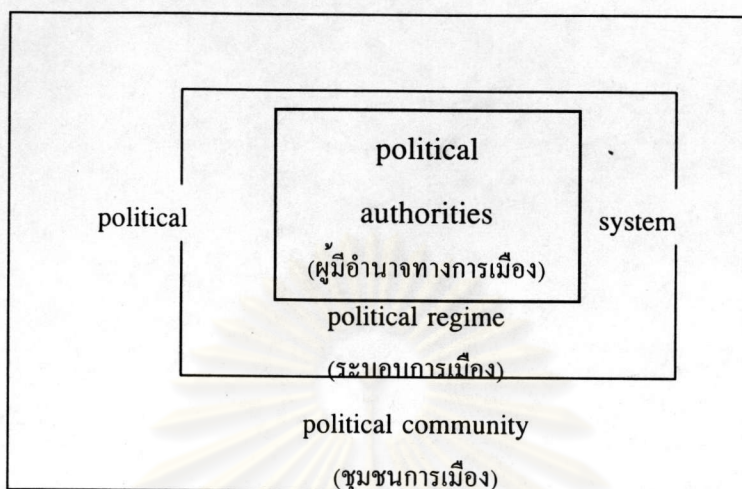 political
authorities
political
system
(ผู้มีอำนาจทางการเมือง)
political regime
(ระบอบการเมือง)
political community
(ชุมชนการเมือง)